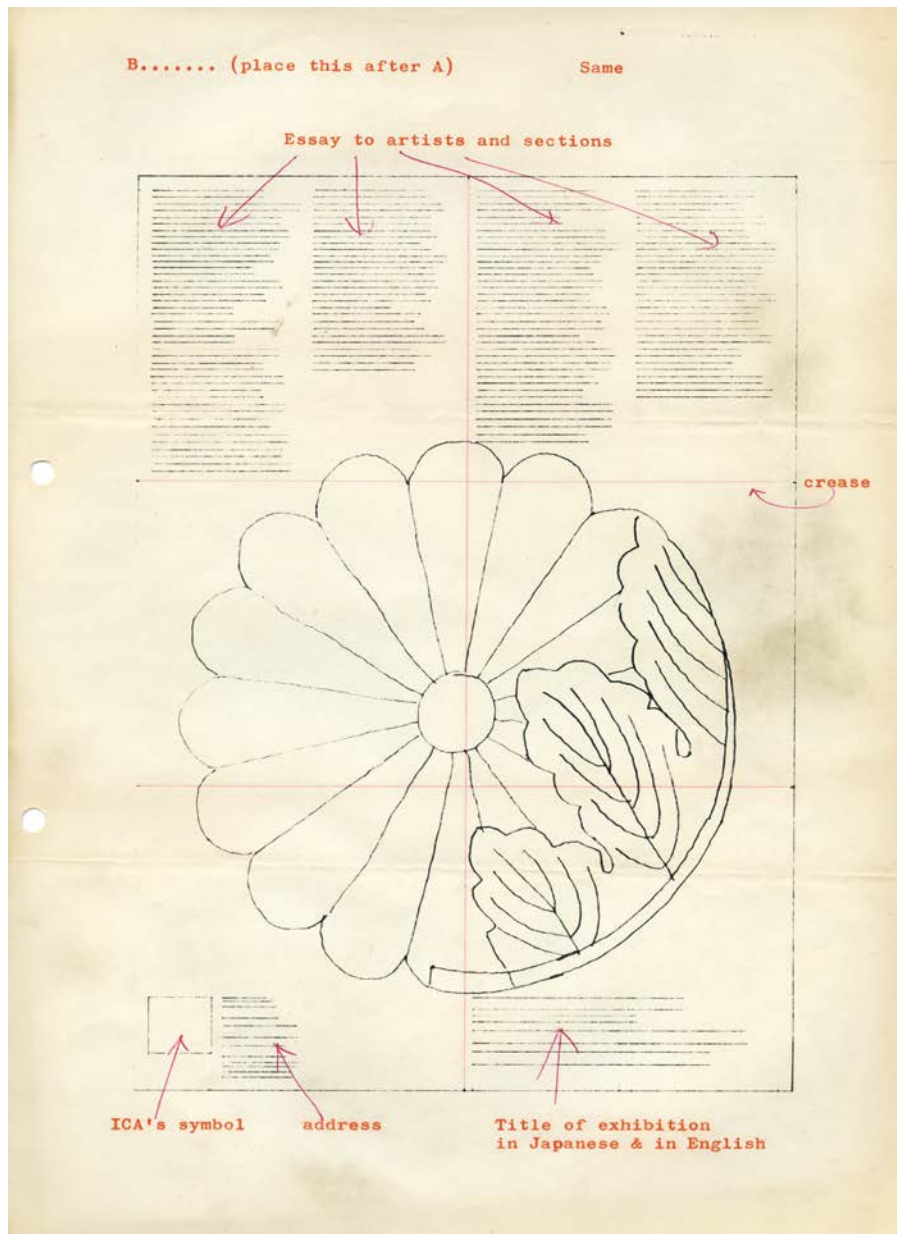 B....... (place this after A) Same
Essay to artists and sections
crease
ICA's symbol address
Title of exhibition
in Japanese & in English